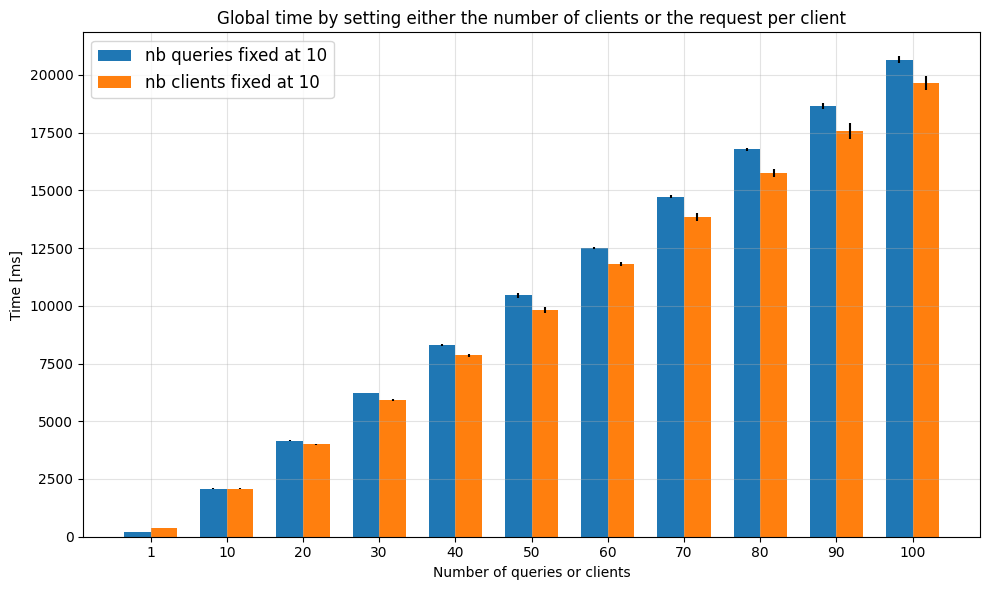 Global time by setting either the number of clients or the request per client
nb queries fixed at 10
nb clients fixed at 10
Time [ms]
20000
17500
15000
12500
10000
7500
5000
2500
0
1 10 20 30 40 50 60 70 80 90 100
Number of queries or clients